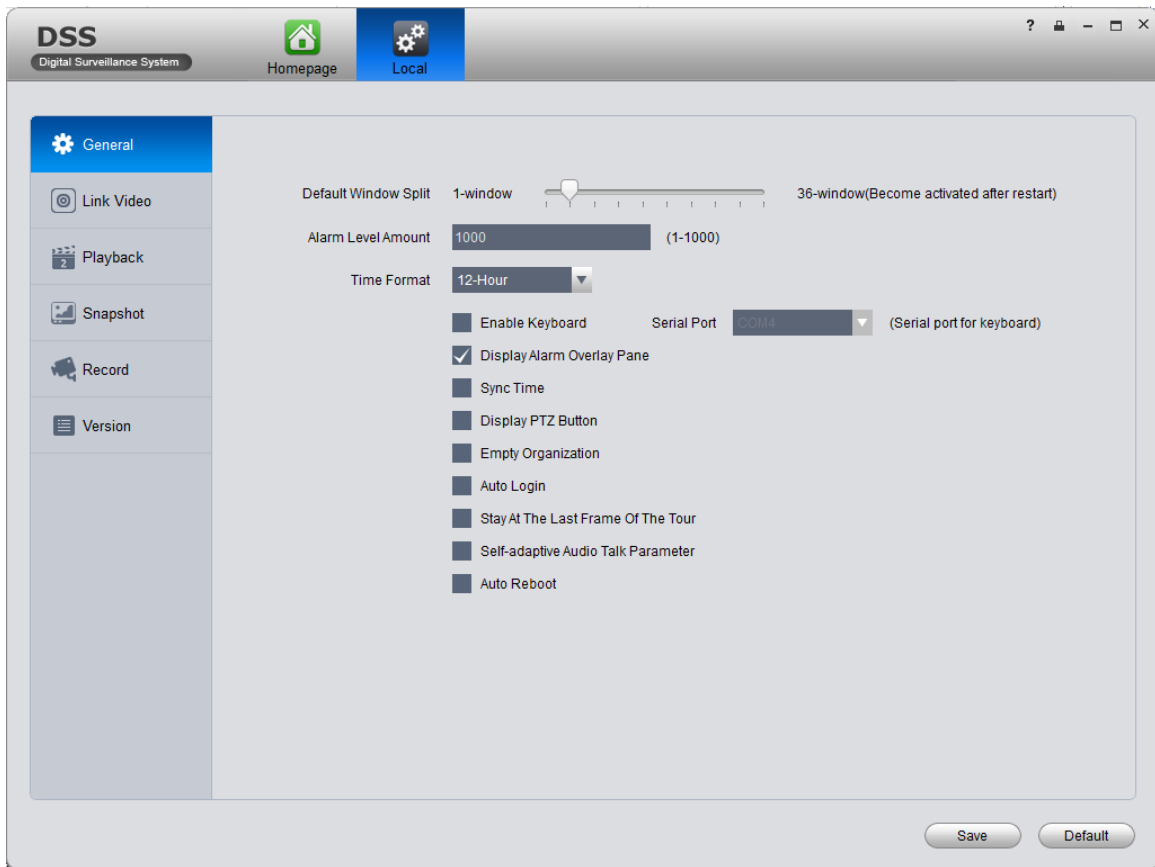 DSS
Digital Surveillance System
Homepage
Local
?
General
Link Video
2
Playback
Snapshot
Record
Version
Default Window Split 1-window 36-window(Become activated after restart)
Alarm Level Amount 1000 (1-1000)
Time Format 12-Hour
Enable Keyboard Serial Port COM4 (Serial port for keyboard)
Display Alarm Overlay Pane
Sync Time
Display PTZ Button
Empty Organization
Auto Login
Stay At The Last Frame Of The Tour
Self-adaptive Audio Talk Parameter
Auto Reboot
Save Default